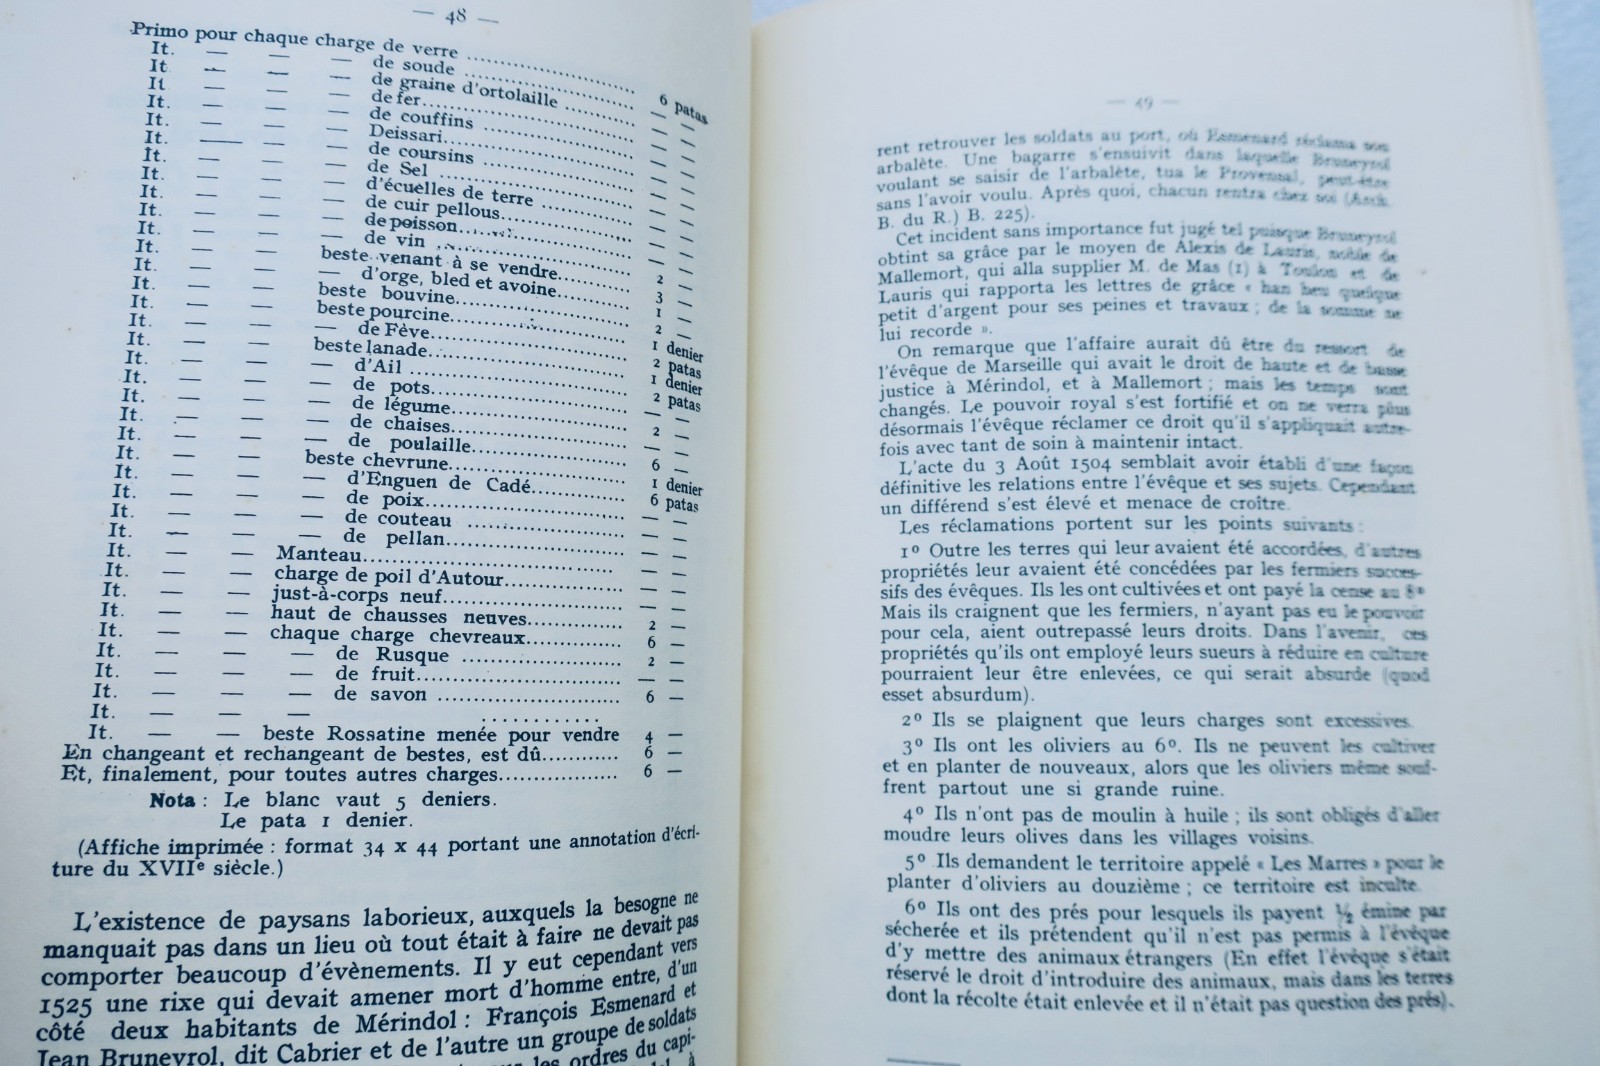 — 48 —
Primo pour chaque charge de verre .................... 6 patas
It. — — — de soude .................... — —
It — — — de graine d'ortolaille .......... — —
It — — — de fer.................... — —
It. — — — de couffins .................... — —
It. — — — Deissari.................... — —
It. — — — de coursins .................... — —
It. — — — de Sel .................... — —
It. — — — d'écuelles de terre .......... — —
It. — — — de cuir pellous.......... — —
It. — — — de poisson.......... — —
It. — — — de vin .......... — —
It. — — beste venant à se vendre.......... 2 —
It. — — — d'orge, bled et avoine.......... 3 —
It. — — beste bouvine.......... 1 —
It. — — beste pourcine.......... 2 —
It. — — — de Fève.......... 1 denier
It. — — beste lanade.......... 2 patas
It. — — — d'Ail .......... 1 denier
It. — — — de pots.......... 2 patas
It. — — — de légume.......... — —
It. — — — de chaises.......... 2 —
It. — — — de poulaille.......... — —
It. — — beste chevrune.......... 6 —
It. — — — d'Enguen de Cadé.......... 1 denier
It. — — — de poix.......... 6 patas
It. — — — de couteau .......... — —
It. — — — de pellan.......... — —
It. — — Manteau.......... — —
It. — — charge de poil d'Autour.......... — —
It. — — just-à-corps neuf.......... — —
It. — — haut de chausses neuves.......... 2 —
It. — — chaque charge chevreaux.......... 6 —
It. — — — de Rusque .......... 2 —
It. — — — de fruit.......... — —
It. — — — de savon .......... 6 —
It. — — — ............
It. — — beste Rossatine menée pour vendre 4 —
En changeant et rechangeant de bestes, est dû............ 6 —
Et, finalement, pour toutes autres charges.................. 6 —
Nota : Le blanc vaut 5 deniers.
Le pata 1 denier.
(Affiche imprimée : format 34 x 44 portant une annotation d'écri-
ture du XVIIe siècle.)
L'existence de paysans laborieux, auxquels la besogne ne
manquait pas dans un lieu où tout était à faire ne devait pas
comporter beaucoup d'évènements. Il y eut cependant vers
1525 une rixe qui devait amener mort d'homme entre, d'un
côté deux habitants de Mérindol : François Esmenard et
Jean Bruneyrol, dit Cabrier et de l'autre un groupe de soldats
les ordres du capi-
à
— 49 —
rent retrouver les soldats au port, où Esmenard réclama son
arbalète. Une bagarre s'ensuivit dans laquelle Bruneyrol
voulant se saisir de l'arbalète, tua le Provensal, peut-être
sans l'avoir voulu. Après quoi, chacun rentra chez soi (Arch.
B. du R.) B. 225).
Cet incident sans importance fut jugé tel puisque Bruneyrol
obtint sa grâce par le moyen de Alexis de Lauris, noble de
Mallemort, qui alla supplier M. de Mas (1) à Toulon et de
Lauris qui rapporta les lettres de grâce « han beu quelque
petit d'argent pour ses peines et travaux ; de la somme ne
lui recorde ».
On remarque que l'affaire aurait dû être du ressort de
l'évêque de Marseille qui avait le droit de haute et de basse
justice à Mérindol, et à Mallemort ; mais les temps sont
changés. Le pouvoir royal s'est fortifié et on ne verra plus
désormais l'évêque réclamer ce droit qu'il s'appliquait autre-
fois avec tant de soin à maintenir intact.
L'acte du 3 Août 1504 semblait avoir établi d'une façon
définitive les relations entre l'évêque et ses sujets. Cependant
un différend s'est élevé et menace de croître.
Les réclamations portent sur les points suivants :
1° Outre les terres qui leur avaient été accordées, d'autres
propriétés leur avaient été concédées par les fermiers succes-
sifs des évêques. Ils les ont cultivées et ont payé la cense au 8°
Mais ils craignent que les fermiers, n'ayant pas eu le pouvoir
pour cela, aient outrepassé leurs droits. Dans l'avenir, ces
propriétés qu'ils ont employé leurs sueurs à réduire en culture
pourraient leur être enlevées, ce qui serait absurde (quod
esset absurdum).
2° Ils se plaignent que leurs charges sont excessives.
3° Ils ont les oliviers au 6°. Ils ne peuvent les cultiver
et en planter de nouveaux, alors que les oliviers même souf-
frent partout une si grande ruine.
4° Ils n'ont pas de moulin à huile ; ils sont obligés d'aller
moudre leurs olives dans les villages voisins.
5° Ils demandent le territoire appelé « Les Marres » pour le
planter d'oliviers au douzième ; ce territoire est inculte.
6° Ils ont des prés pour lesquels ils payent ½ émine par
sécherée et ils prétendent qu'il n'est pas permis à l'évêque
d'y mettre des animaux étrangers (En effet l'évêque s'était
réservé le droit d'introduire des animaux, mais dans les terres
dont la récolte était enlevée et il n'était pas question des prés).